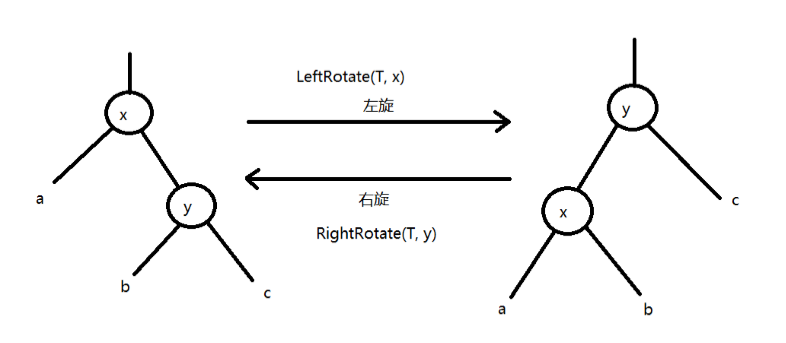 LeftRotate(T, x)
左旋
右旋
RightRotate(T, y)
x
a
y
b
c
y
x
c
a
b